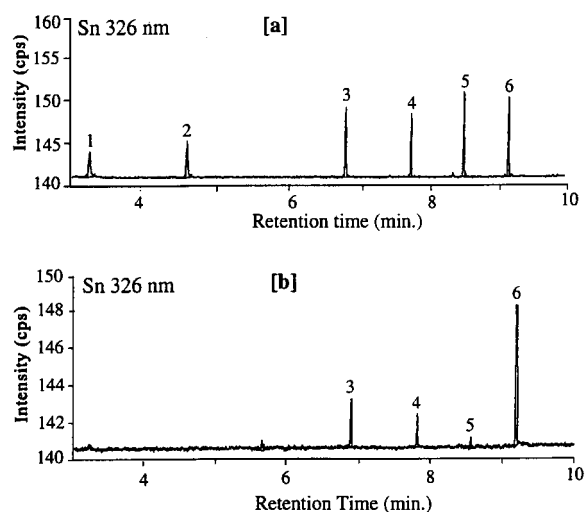 Sn 326 nm [a]
Intensity (cps)
160
155
150
145
140
1 2 3 4 5 6
4 6 8 10
Retention time (min.)
Sn 326 nm [b]
Intensity (cps)
150
148
146
144
142
140
3 4 5 6
4 6 8 10
Retention Time (min.)